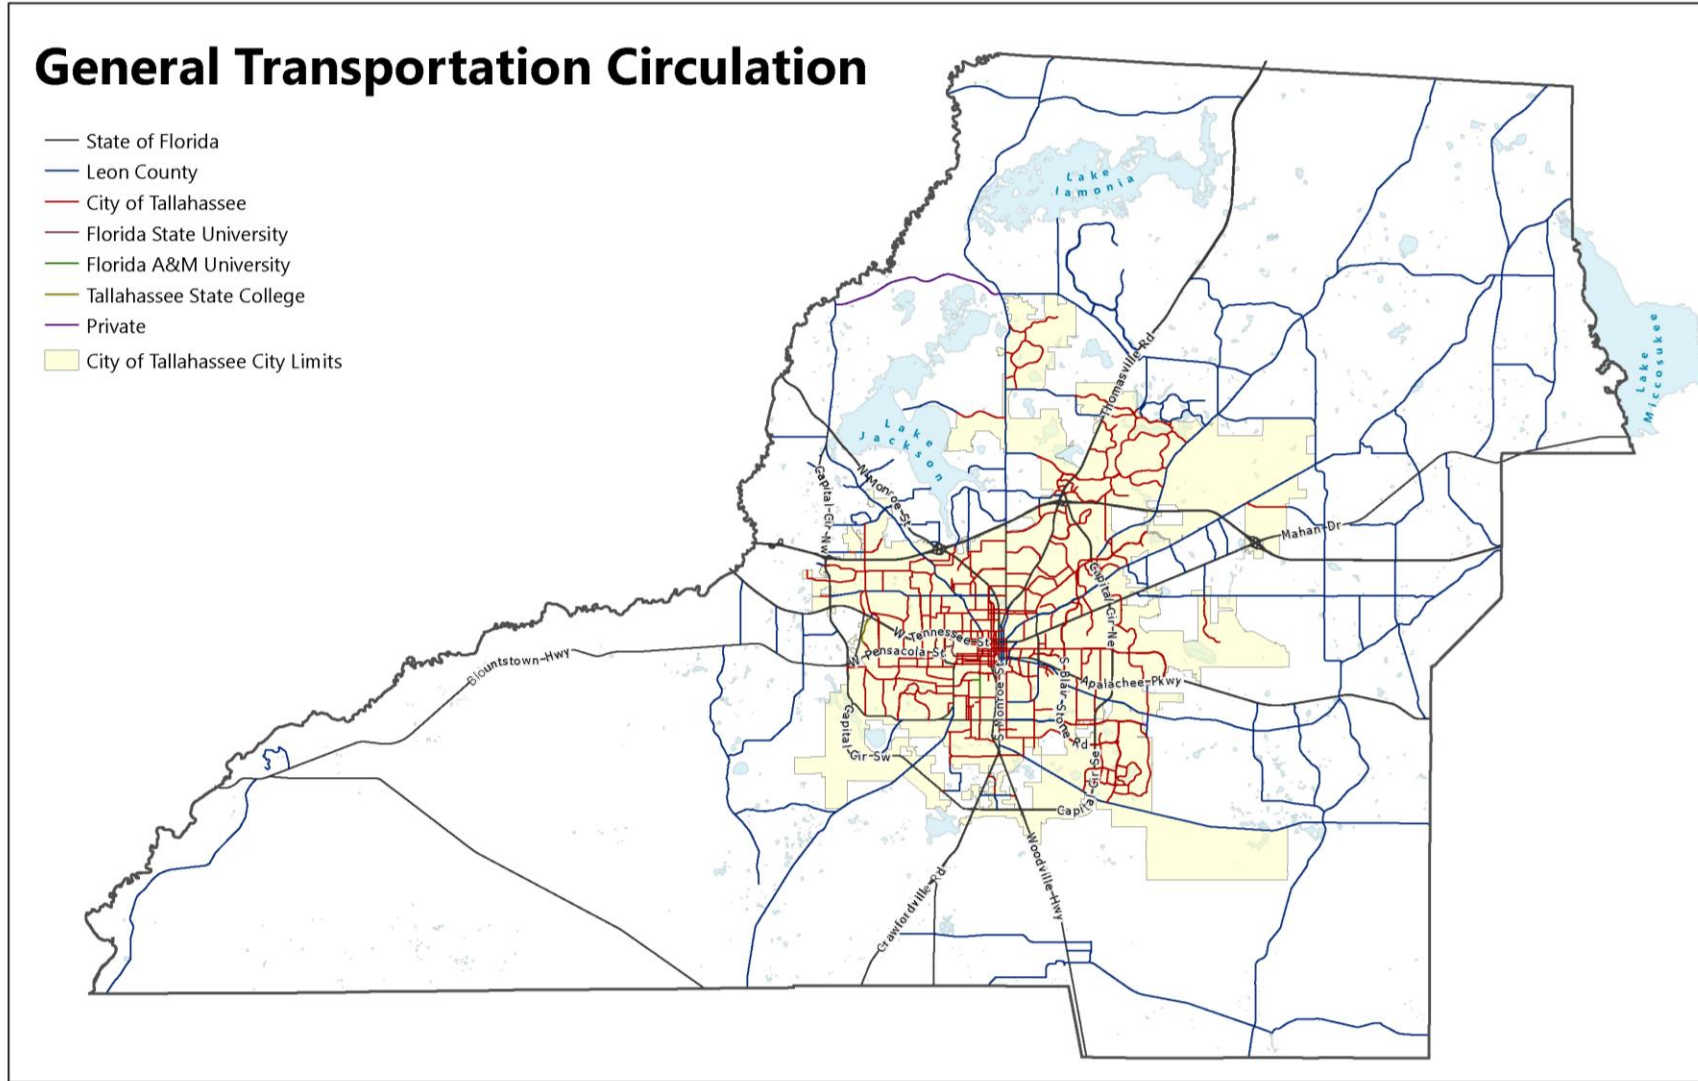 General Transportation Circulation
State of Florida
Leon County
City of Tallahassee
Florida State University
Florida A&M University
Tallahassee State College
Private
City of Tallahassee City Limits
Lake
Iamonia
Lake
Miccosukee
Thomasville-Rd
Lake
Jackson
N-Monroe-St
Capital-Cir-Nw
Mahan-Dr
Capital-Cir-Ne
W-Tennessee-St
W-Pensacola-St
Blountstown-Hwy
S-Monroe-St
S-Blair-Stone-Rd
Apalachee-Pkwy
Capital-Cir-Sw
Capital-Cir-Se
Woodville-Hwy
Crawfordville-Rd